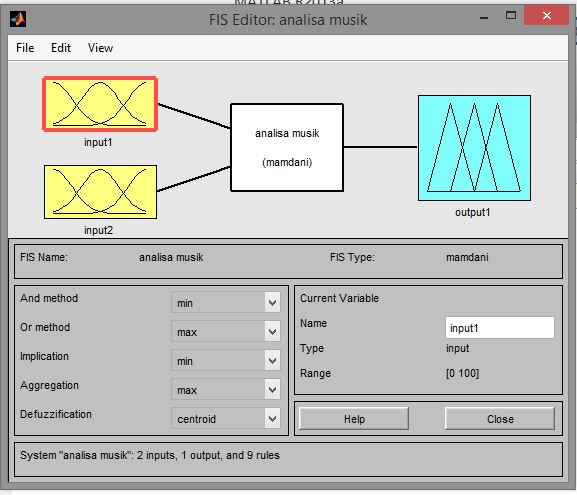 MATLAB R2013a
FIS Editor: analisa musik
File Edit View
input1
input2
analisa musik
(mamdani)
output1
FIS Name: analisa musik FIS Type: mamdani
And method min
Or method max
Implication min
Aggregation max
Defuzzification centroid
Current Variable
Name input1
Type input
Range [0 100]
Help Close
System "analisa musik": 2 inputs, 1 output, and 9 rules